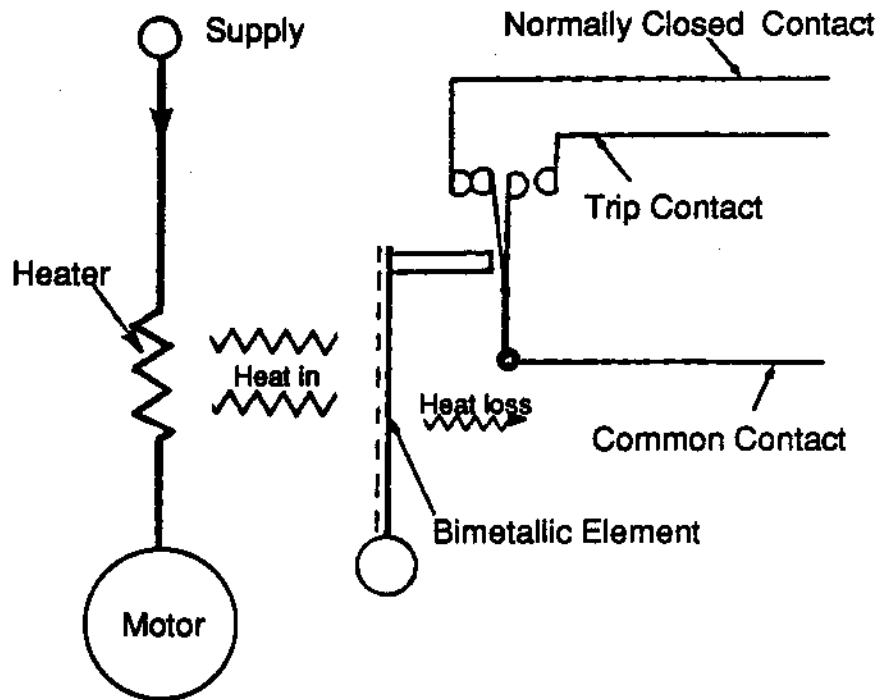 Supply
Normally Closed Contact
Trip Contact
Heater
Heat in
Heat loss
Common Contact
Bimetallic Element
Motor